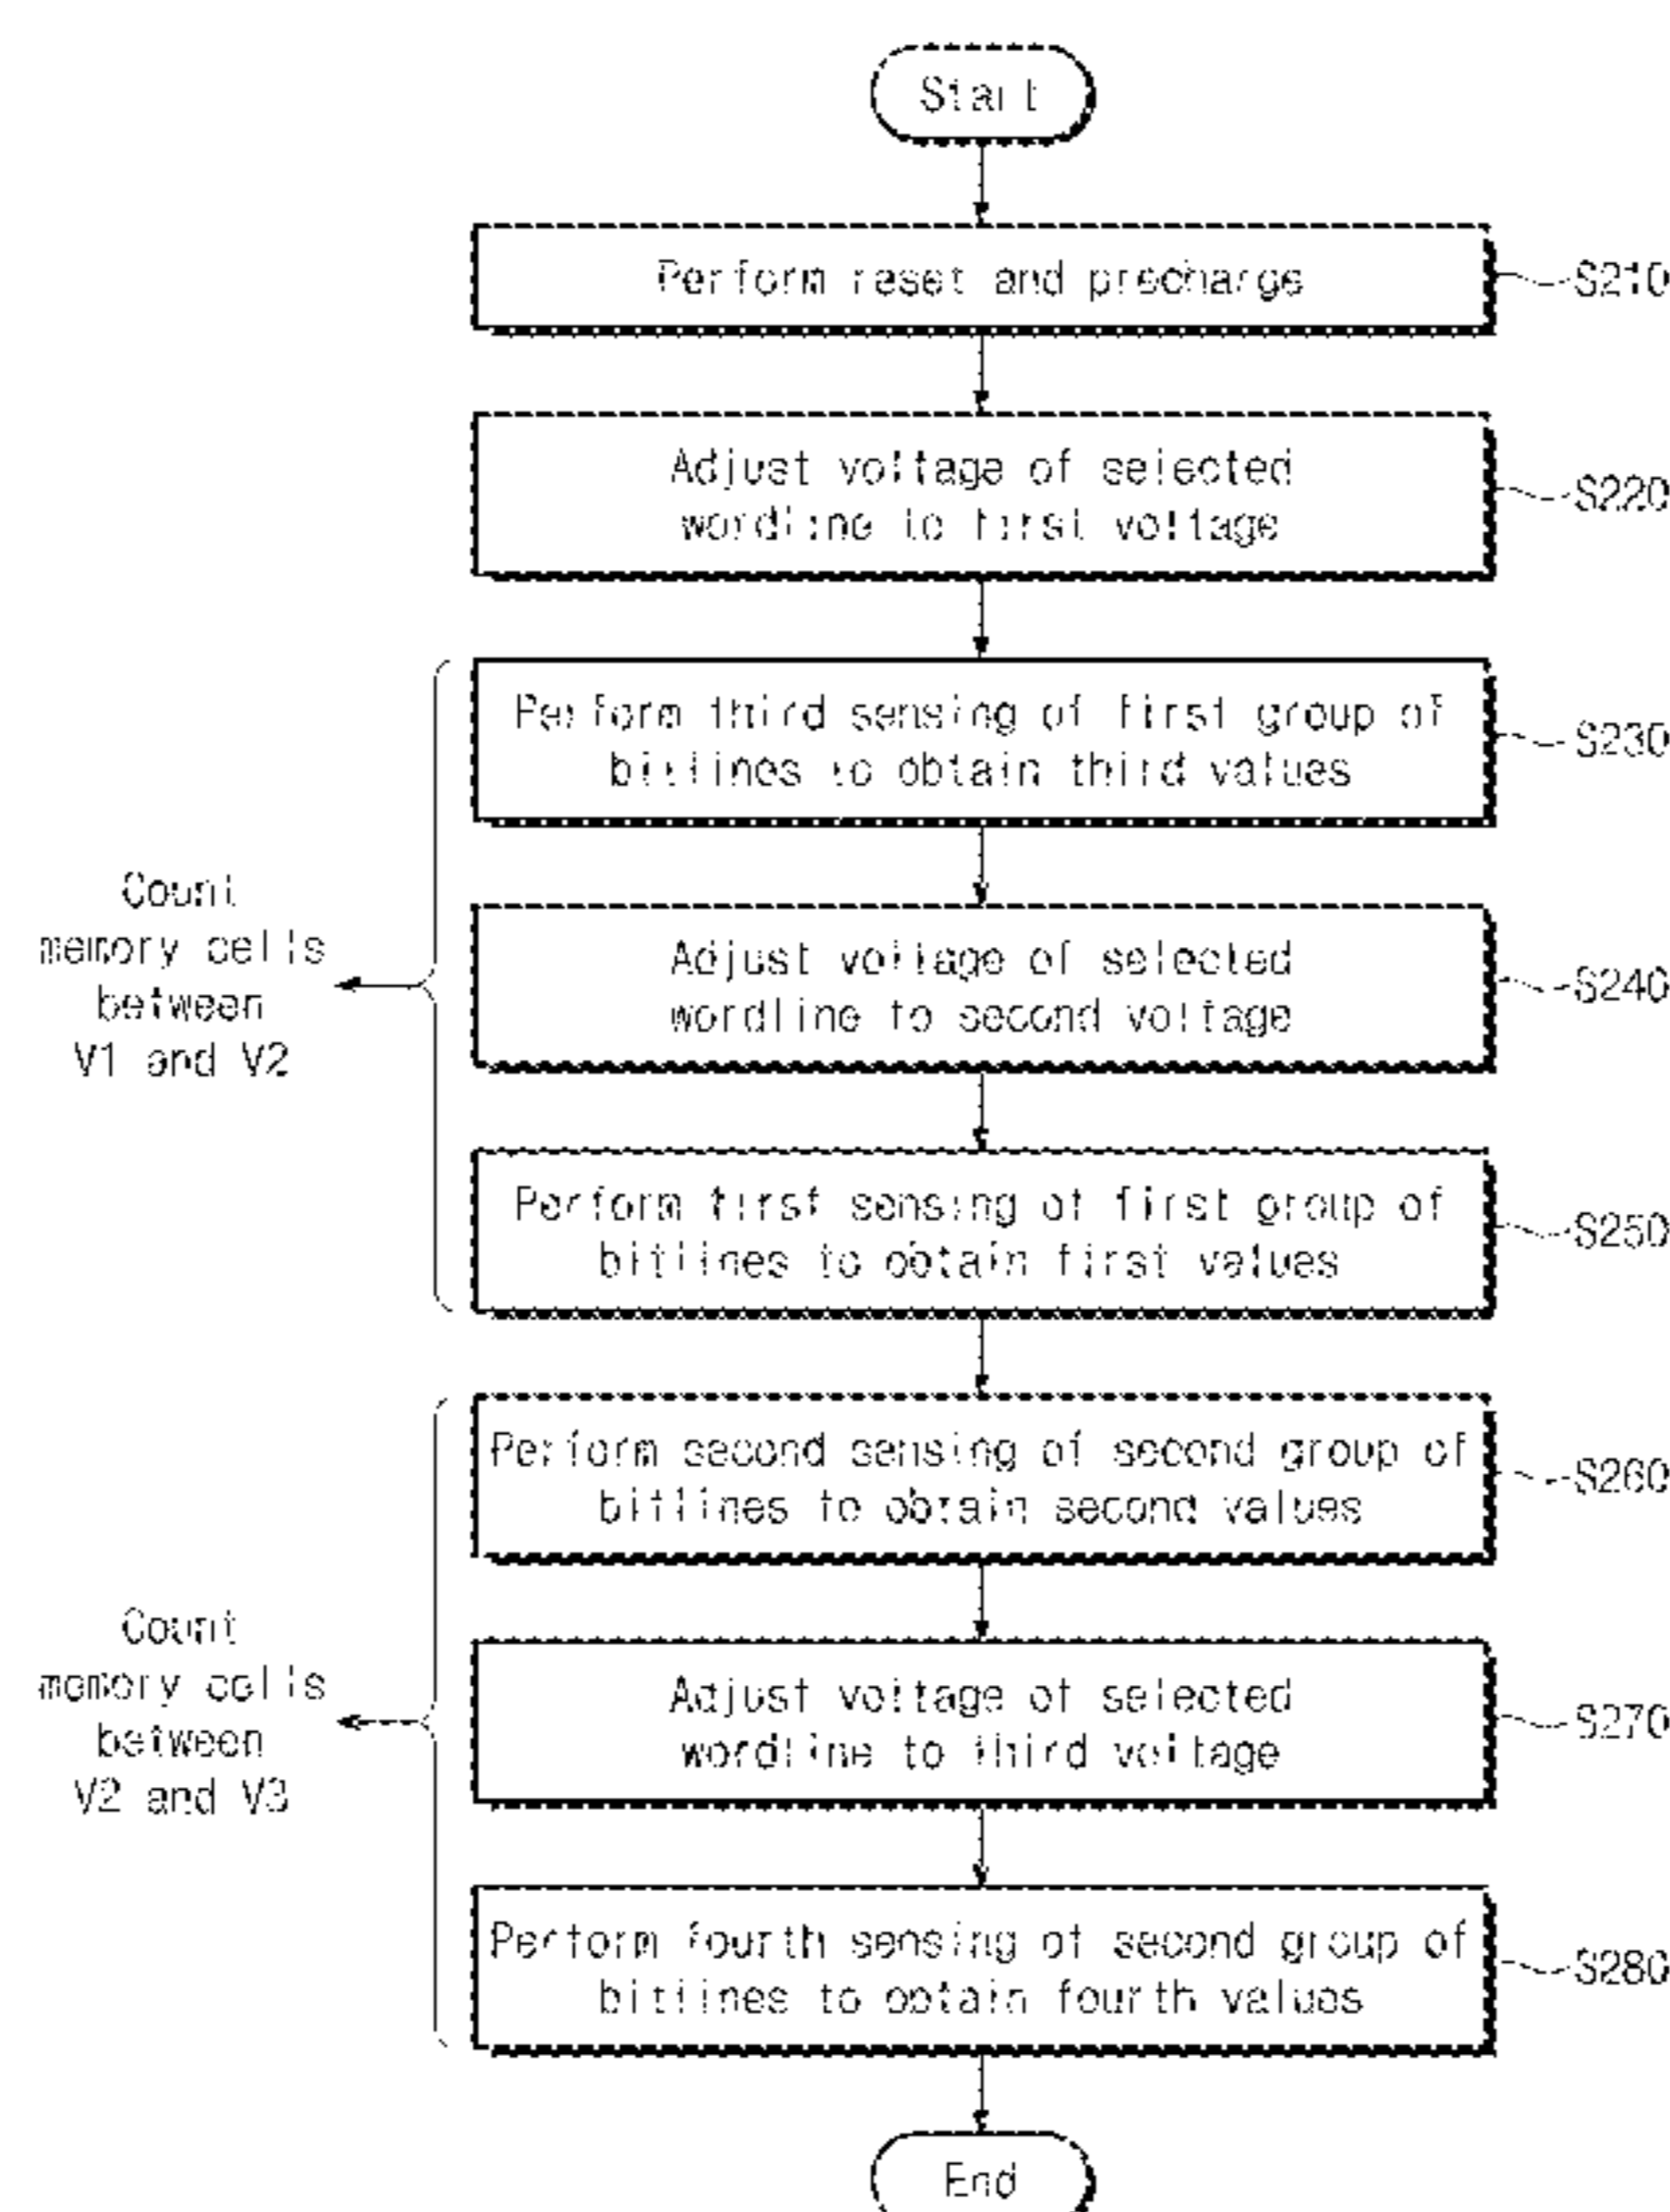 Start
Perform reset and precharge
S210
Adjust voltage of selected
wordline to first voltage
S220
Perform third sensing of first group of
bitlines to obtain third values
S230
Count
memory cells
between
V1 and V2
Adjust voltage of selected
wordline to second voltage
S240
Perform first sensing of first group of
bitlines to obtain first values
S250
Perform second sensing of second group of
bitlines to obtain second values
S260
Count
memory cells
between
V2 and V3
Adjust voltage of selected
wordline to third voltage
S270
Perform fourth sensing of second group of
bitlines to obtain fourth values
S280
End